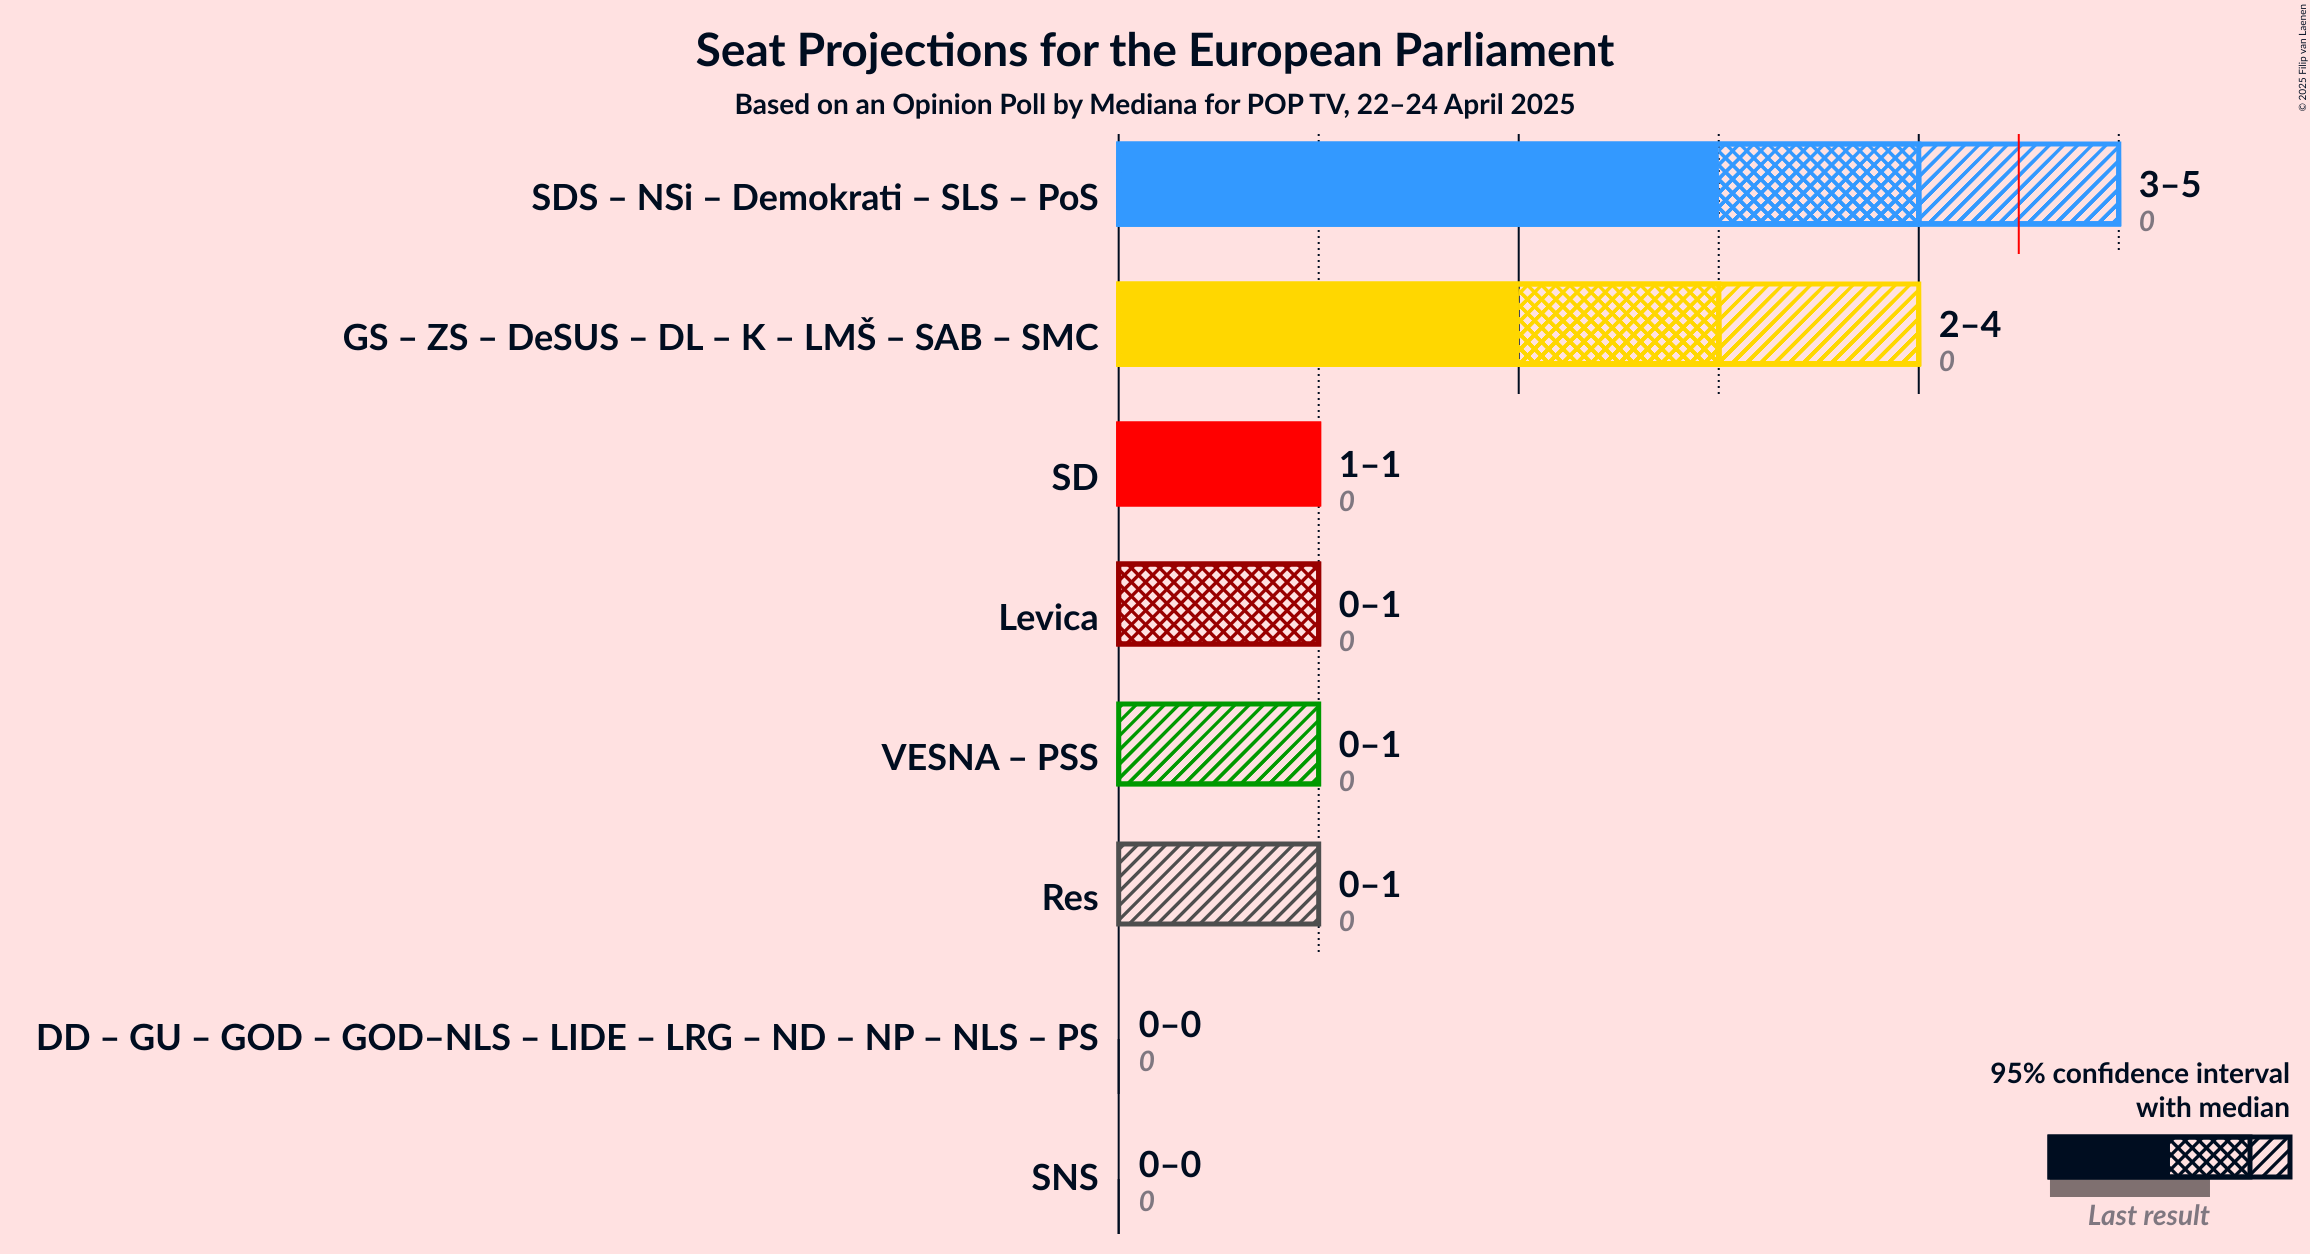 Seat Projections for the European Parliament
Based on an Opinion Poll by Mediana for POP TV, 22–24 April 2025
© 2025 Filip van Laenen
SDS – NSi – Demokrati – SLS – PoS
3–5
0
GS – ZS – DeSUS – DL – K – LMŠ – SAB – SMC
2–4
0
SD
1–1
0
Levica
0–1
0
VESNA – PSS
0–1
0
Res
0–1
0
DD – GU – GOD – GOD–NLS – LIDE – LRG – ND – NP – NLS – PS
0–0
0
SNS
0–0
0
95% confidence interval
with median
Last result